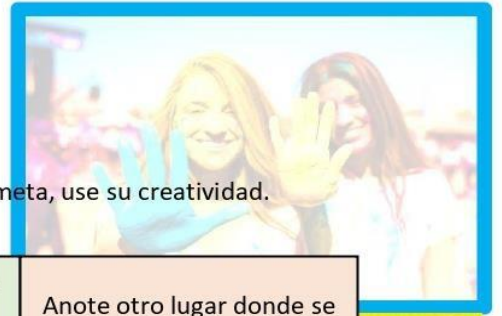 meta, use su creatividad.
Anote otro lugar donde se